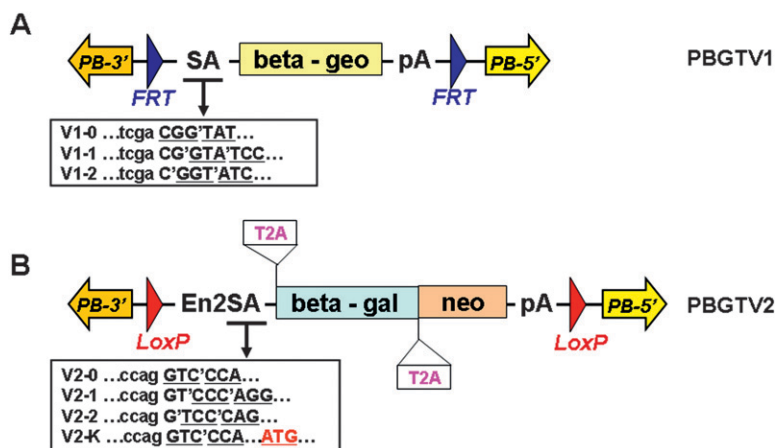 A
PB-3' SA beta - geo pA PB-5' PBGTV1
FRT FRT
V1-0 ...tcga CGG'TAT...
V1-1 ...tcga CG'GTA'TCC...
V1-2 ...tcga C'GGT'ATC...
T2A
B
PB-3' En2SA beta - gal neo pA PB-5' PBGTV2
LoxP LoxP
T2A
V2-0 ...ccag GTC'CCA...
V2-1 ...ccag GT'CCC'AGG...
V2-2 ...ccag G'TCC'CAG...
V2-K ...ccag GTC'CCA...ATG...